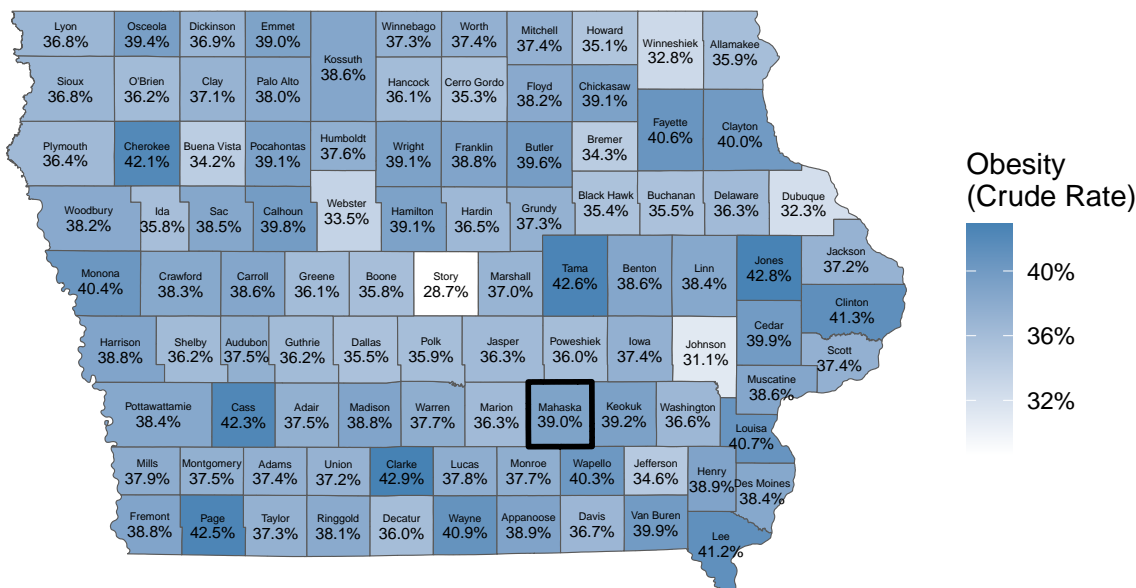 Lyon
36.8%
Osceola
39.4%
Dickinson
36.9%
Emmet
39.0%
Kossuth
38.6%
Winnebago
37.3%
Worth
37.4%
Mitchell
37.4%
Howard
35.1%
Winneshiek
32.8%
Allamakee
35.9%
Sioux
36.8%
O'Brien
36.2%
Clay
37.1%
Palo Alto
38.0%
Hancock
36.1%
Cerro Gordo
35.3%
Floyd
38.2%
Chickasaw
39.1%
Fayette
40.6%
Clayton
40.0%
Plymouth
36.4%
Cherokee
42.1%
Buena Vista
34.2%
Pocahontas
39.1%
Humboldt
37.6%
Wright
39.1%
Franklin
38.8%
Butler
39.6%
Bremer
34.3%
Woodbury
38.2%
Ida
35.8%
Sac
38.5%
Calhoun
39.8%
Webster
33.5%
Hamilton
39.1%
Hardin
36.5%
Grundy
37.3%
Black Hawk
35.4%
Buchanan
35.5%
Delaware
36.3%
Dubuque
32.3%
Monona
40.4%
Crawford
38.3%
Carroll
38.6%
Greene
36.1%
Boone
35.8%
Story
28.7%
Marshall
37.0%
Tama
42.6%
Benton
38.6%
Linn
38.4%
Jones
42.8%
Jackson
37.2%
Clinton
41.3%
Harrison
38.8%
Shelby
36.2%
Audubon
37.5%
Guthrie
36.2%
Dallas
35.5%
Polk
35.9%
Jasper
36.3%
Poweshiek
36.0%
Iowa
37.4%
Johnson
31.1%
Cedar
39.9%
Scott
37.4%
Muscatine
38.6%
Pottawattamie
38.4%
Cass
42.3%
Adair
37.5%
Madison
38.8%
Warren
37.7%
Marion
36.3%
Mahaska
39.0%
Keokuk
39.2%
Washington
36.6%
Louisa
40.7%
Mills
37.9%
Montgomery
37.5%
Adams
37.4%
Union
37.2%
Clarke
42.9%
Lucas
37.8%
Monroe
37.7%
Wapello
40.3%
Jefferson
34.6%
Henry
38.9%
Des Moines
38.4%
Fremont
38.8%
Page
42.5%
Taylor
37.3%
Ringgold
38.1%
Decatur
36.0%
Wayne
40.9%
Appanoose
38.9%
Davis
36.7%
Van Buren
39.9%
Lee
41.2%
Obesity
(Crude Rate)
40%
36%
32%